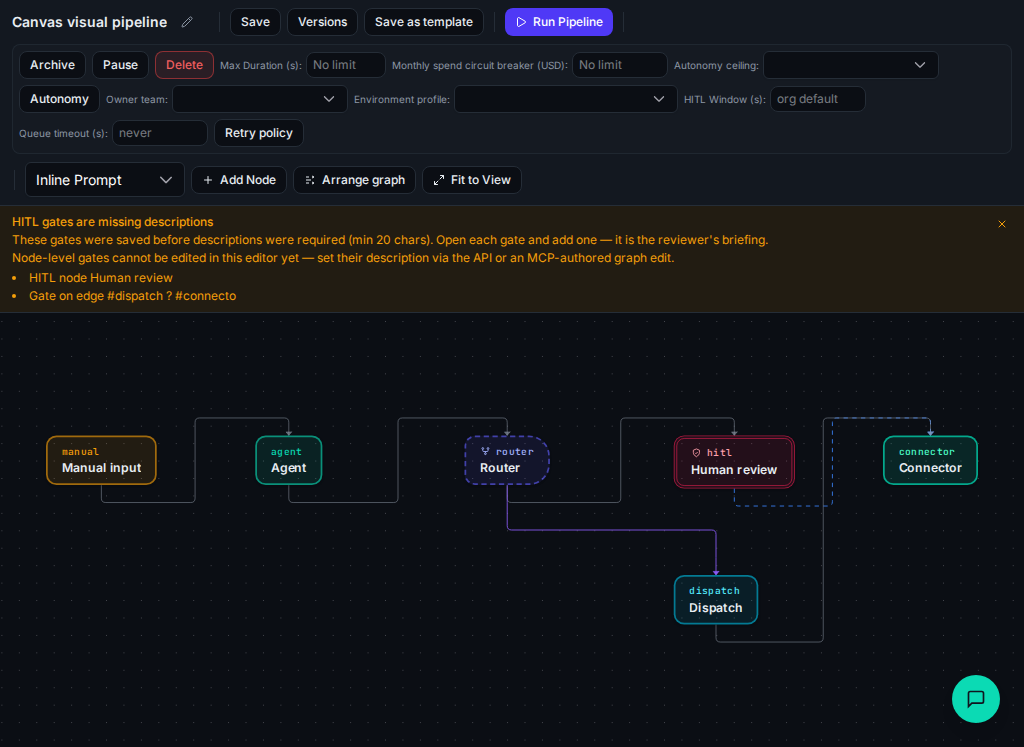 Canvas visual pipeline
Save
Versions
Save as template
Run Pipeline
Archive
Pause
Delete
Max Duration (s):
No limit
Monthly spend circuit breaker (USD):
No limit
Autonomy ceiling:
Autonomy
Owner team:
Environment profile:
HITL Window (s):
org default
Queue timeout (s):
never
Retry policy
Inline Prompt
Add Node
Arrange graph
Fit to View
HITL gates are missing descriptions
These gates were saved before descriptions were required (min 20 chars). Open each gate and add one — it is the reviewer's briefing.
Node-level gates cannot be edited in this editor yet — set their description via the API or an MCP-authored graph edit.
• HITL node Human review
• Gate on edge #dispatch ? #connecto
manual
Manual input
agent
Agent
router
Router
hitl
Human review
connector
Connector
dispatch
Dispatch